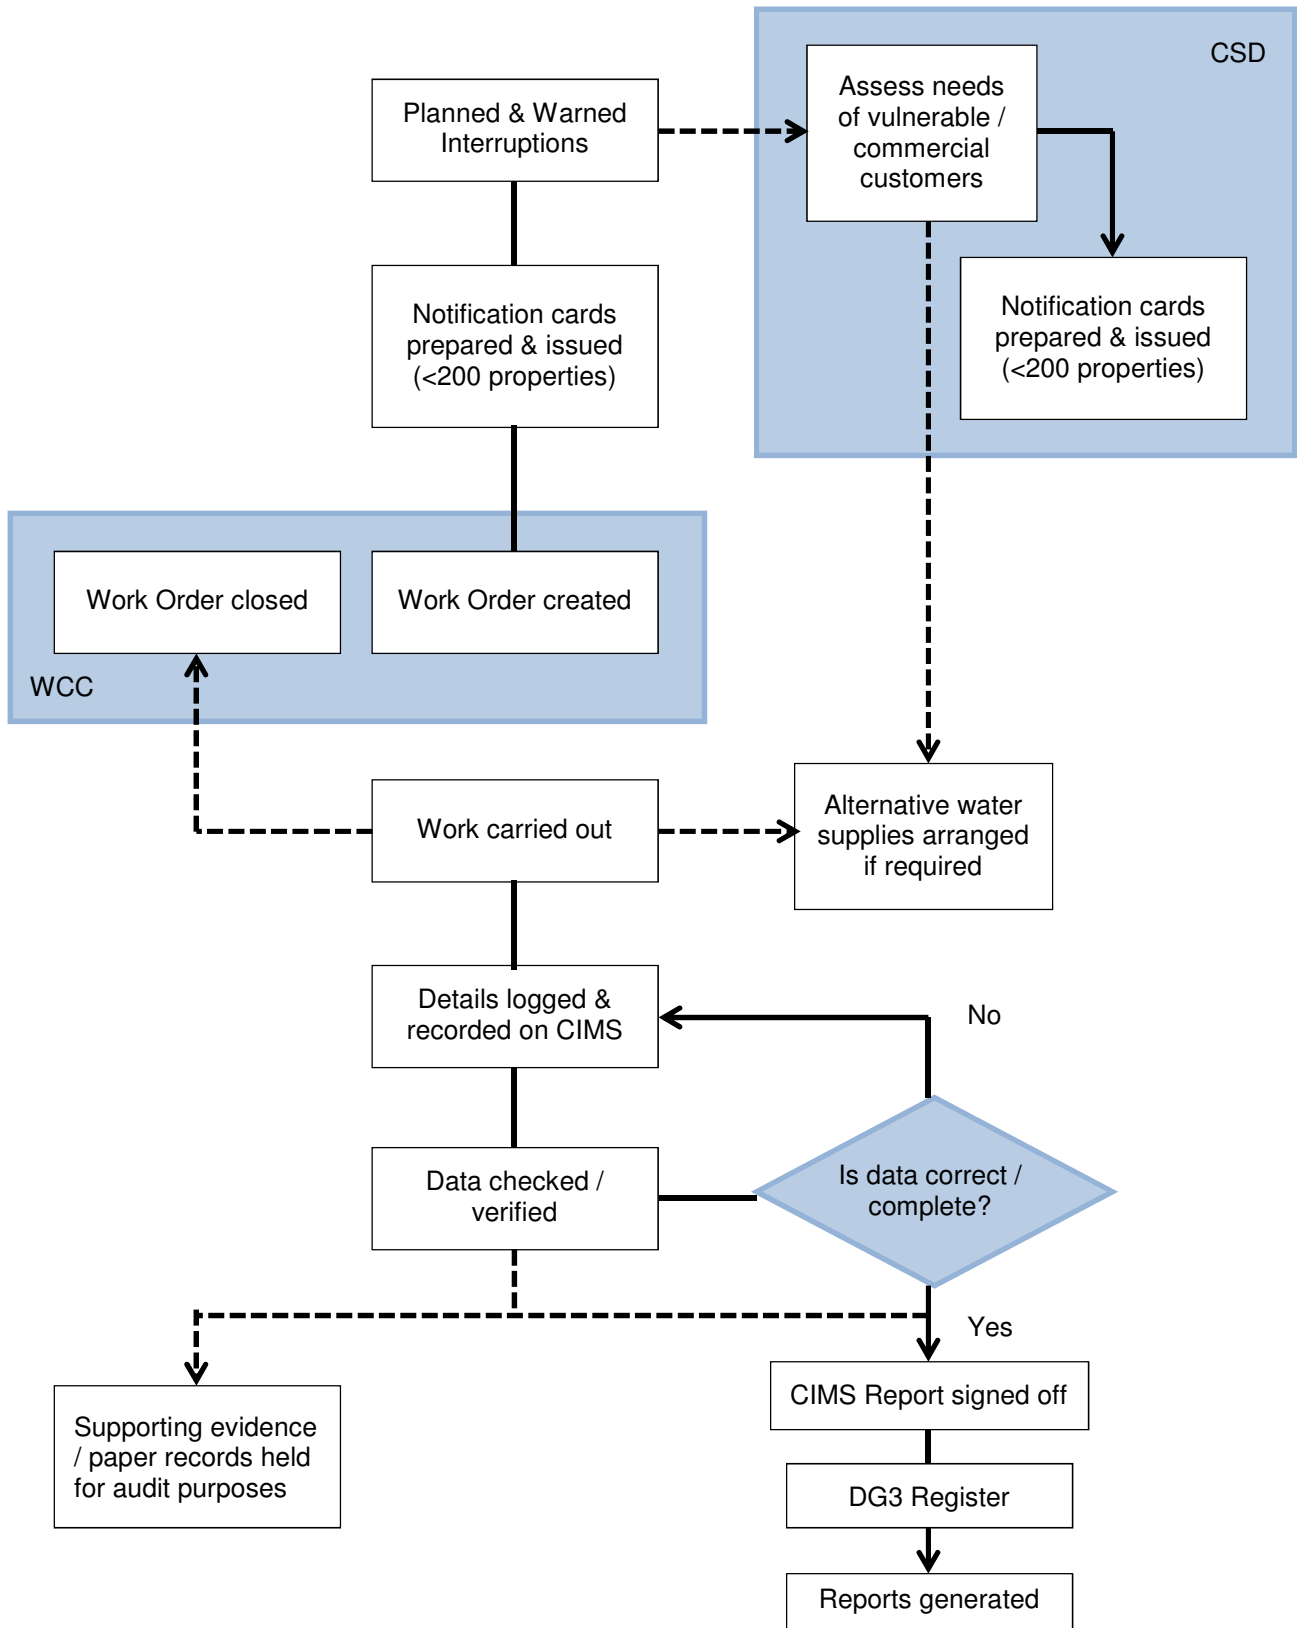 CSD
Planned & Warned
Interruptions
Assess needs
of vulnerable /
commercial
customers
Notification cards
prepared & issued
(<200 properties)
Notification cards
prepared & issued
(<200 properties)
Work Order closed
Work Order created
WCC
Work carried out
Alternative water
supplies arranged
if required
Details logged &
recorded on CIMS
No
Data checked /
verified
Is data correct /
complete?
Yes
CIMS Report signed off
Supporting evidence
/ paper records held
for audit purposes
DG3 Register
Reports generated